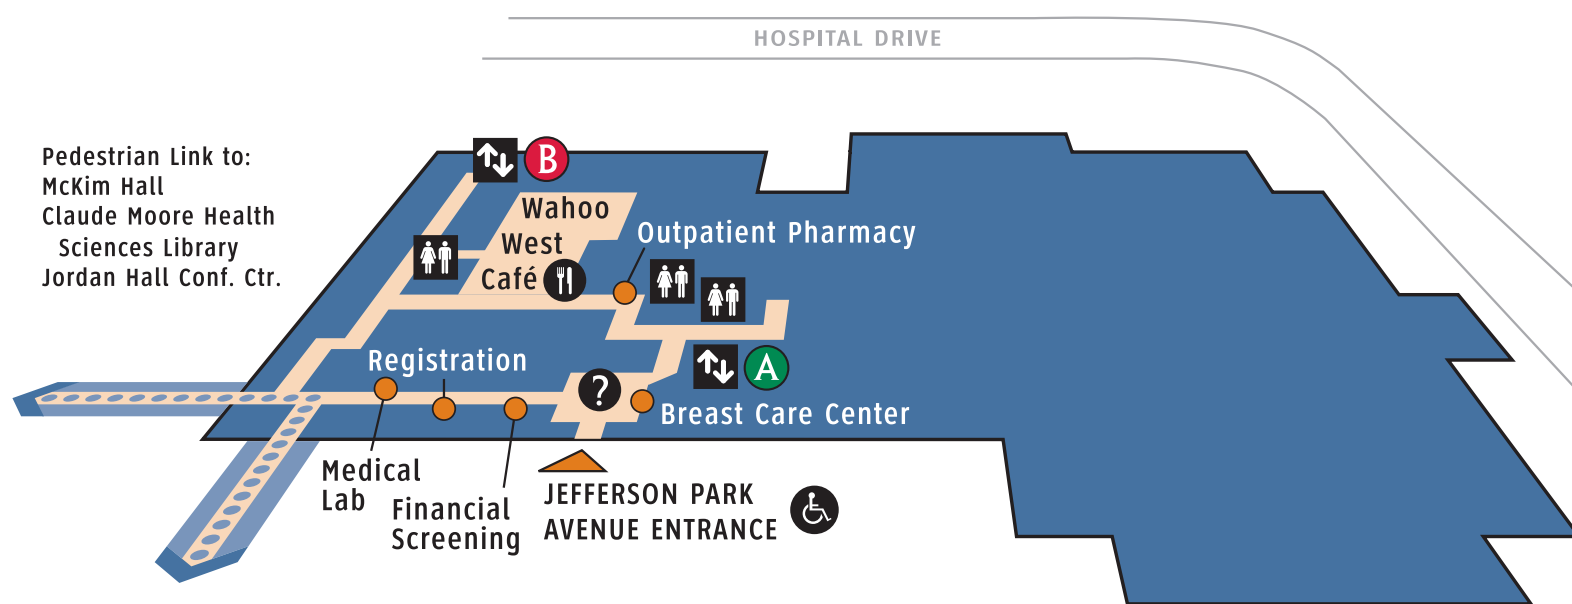 HOSPITAL DRIVE
Pedestrian Link to:
McKim Hall
Claude Moore Health
Sciences Library
Jordan Hall Conf. Ctr.
B
Wahoo
West
Café
Outpatient Pharmacy
Registration
?
A
Breast Care Center
Medical
Lab
Financial
Screening
JEFFERSON PARK
AVENUE ENTRANCE